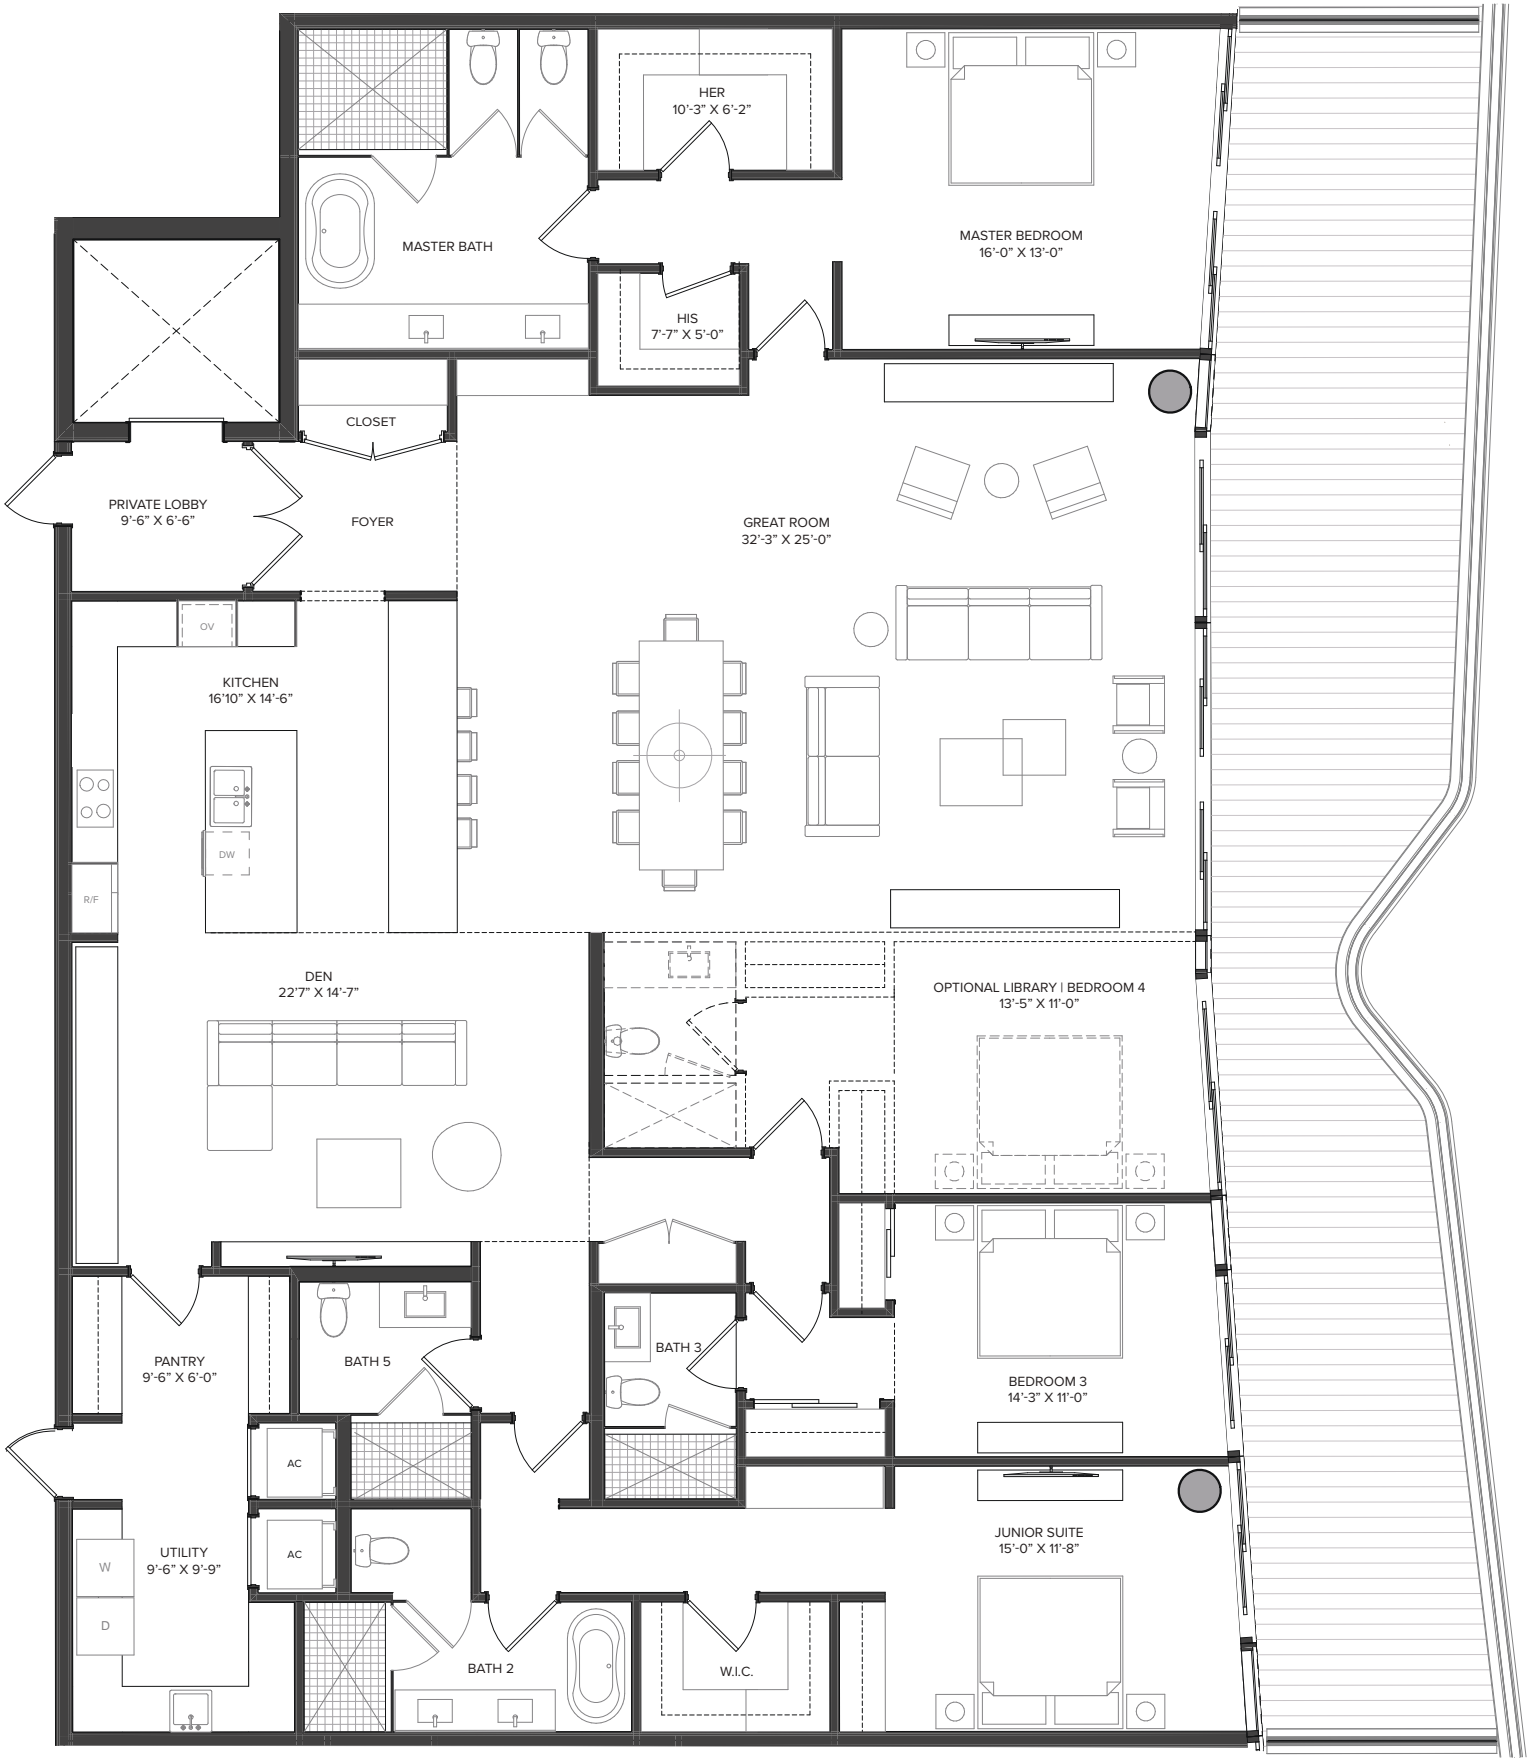 HER
10'-3" X 6'-2"
MASTER BATH
MASTER BEDROOM
16'-0" X 13'-0"
HIS
7'-7" X 5'-0"
CLOSET
PRIVATE LOBBY
9'-6" X 6'-6"
FOYER
GREAT ROOM
32'-3" X 25'-0"
OV
KITCHEN
16'10" X 14'-6"
DW
R/F
DEN
22'7" X 14'-7"
OPTIONAL LIBRARY | BEDROOM 4
13'-5" X 11'-0"
PANTRY
9'-6" X 6'-0"
BATH 5
BATH 3
BEDROOM 3
14'-3" X 11'-0"
AC
AC
UTILITY
9'-6" X 9'-9"
W
D
JUNIOR SUITE
15'-0" X 11'-8"
BATH 2
W.I.C.